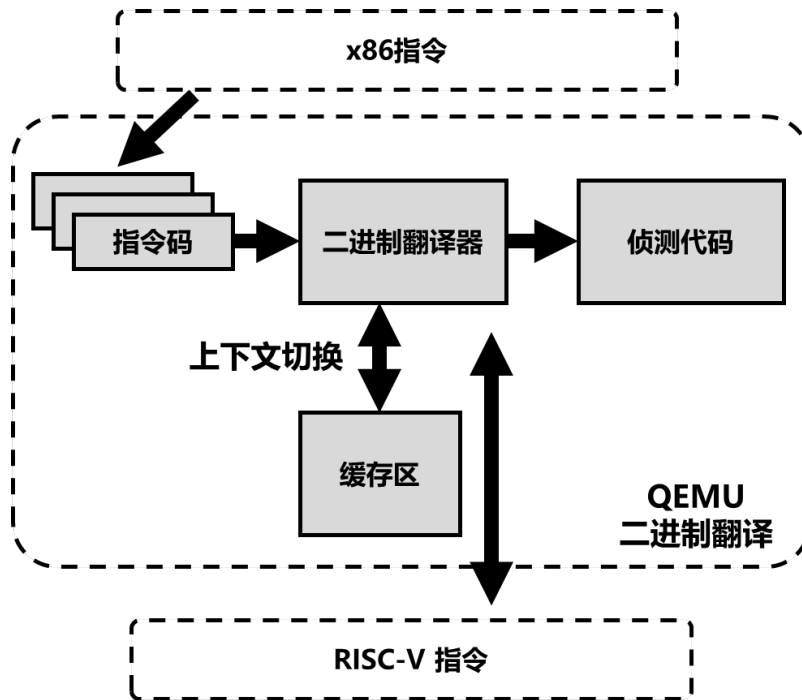 x86指令
指令码
二进制翻译器
侦测代码
上下文切换
缓存区
QEMU
二进制翻译
RISC-V 指令